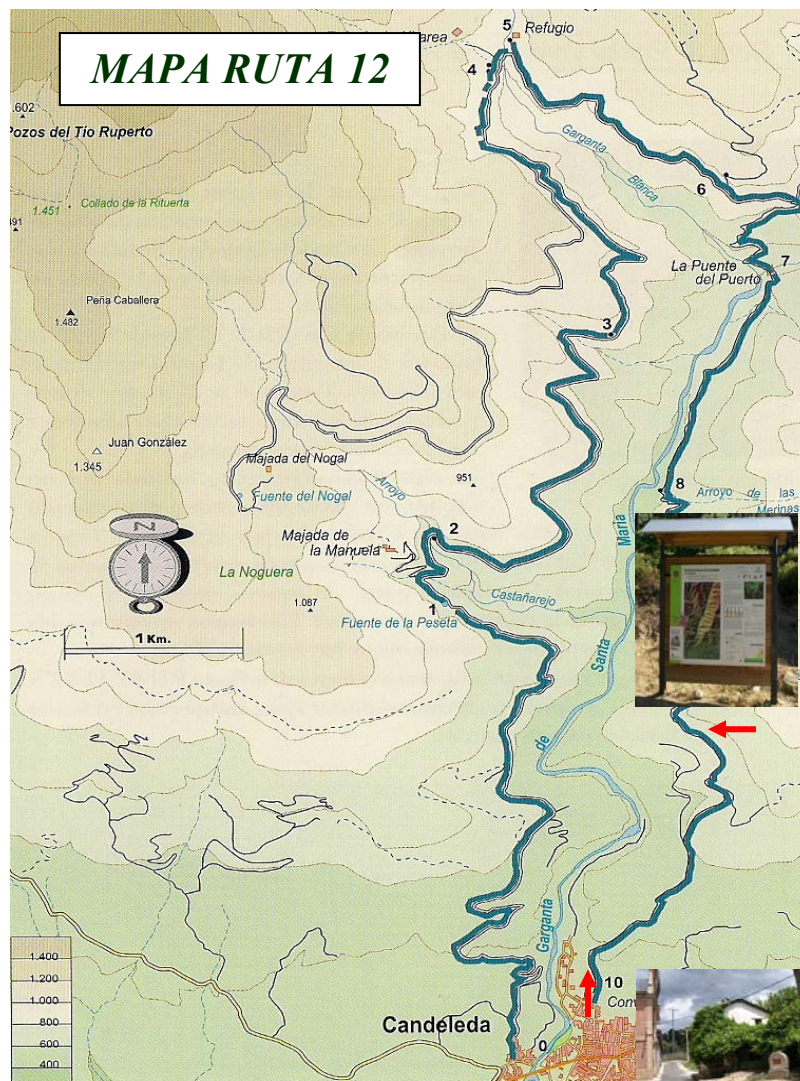 5
Refugio
MAPA RUTA 12
4
.602
Pozos del Tío Ruperto
Garganta
Blanca
6
1.451
Collado de la Rituerta
La Puente
del Puerto
7
Peña Caballera
1.482
3
Juan González
1.345
Majada del Nogal
951
Fuente del Nogal
Arroyo
8
Arroyo de las
Merinas
María
2
Majada de
la Manuela
N
La Noguera
Castañarejo
1.087
1
Fuente de la Peseta
1 Km.
Santa
de
Garganta
1.400
1.200
1.000
800
600
400
10
Candeleda
0